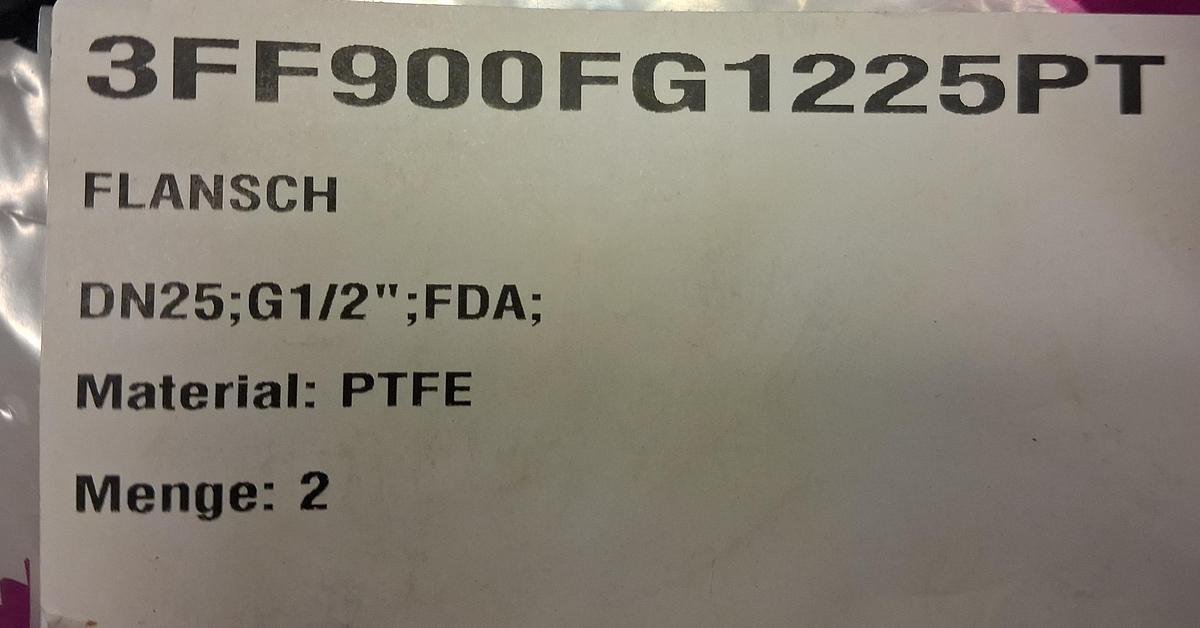 3FF900FG1225PT
FLANSCH
DN25;G1/2";FDA;
Material: PTFE
Menge: 2